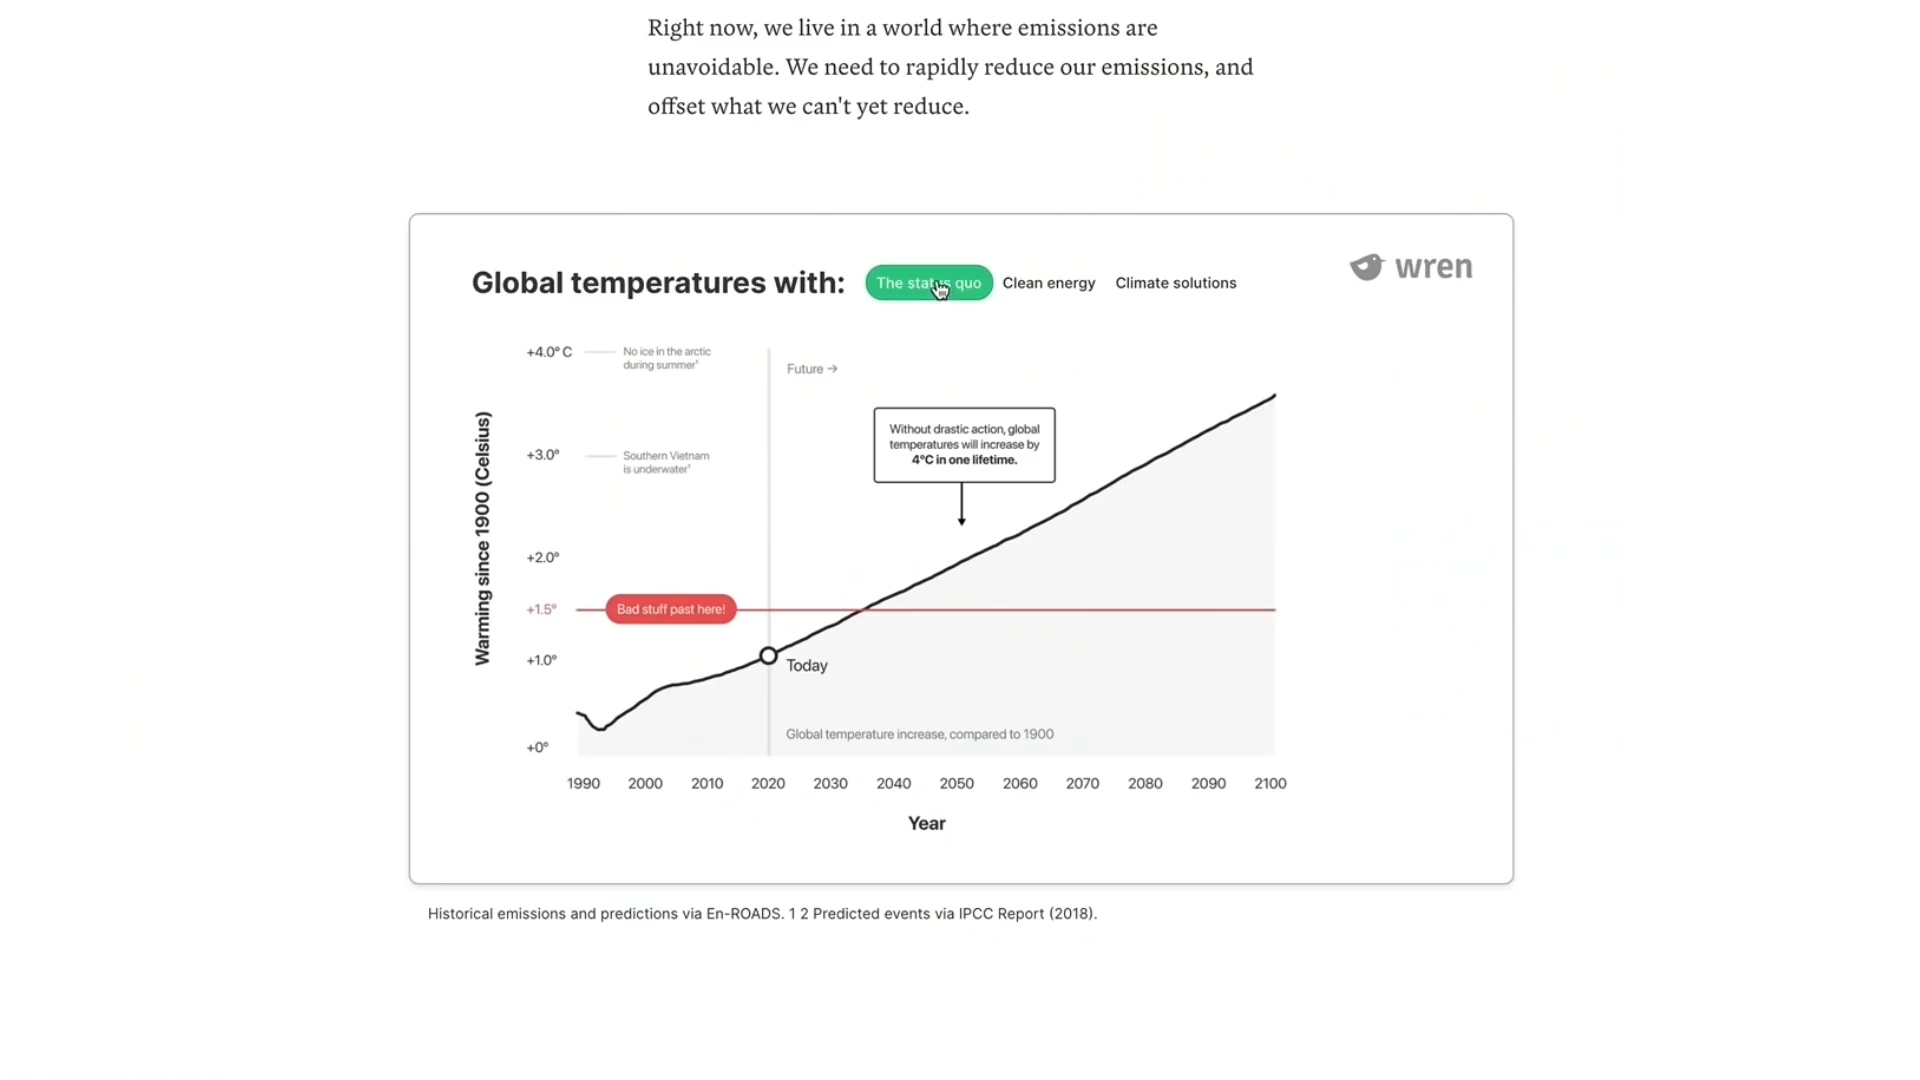 Right now, we live in a world where emissions are
unavoidable. We need to rapidly reduce our emissions, and
offset what we can't yet reduce.
Global temperatures with:
The status quo
Clean energy
Climate solutions
wren
Warming since 1900 (Celsius)
+4.0° C
No ice in the arctic
during summer¹
Future →
Without drastic action, global
temperatures will increase by
4°C in one lifetime.
+3.0°
Southern Vietnam
is underwater¹
+2.0°
+1.5°
Bad stuff past here!
+1.0°
Today
Global temperature increase, compared to 1900
+0°
1990 2000 2010 2020 2030 2040 2050 2060 2070 2080 2090 2100
Year
Historical emissions and predictions via En-ROADS. 1 2 Predicted events via IPCC Report (2018).